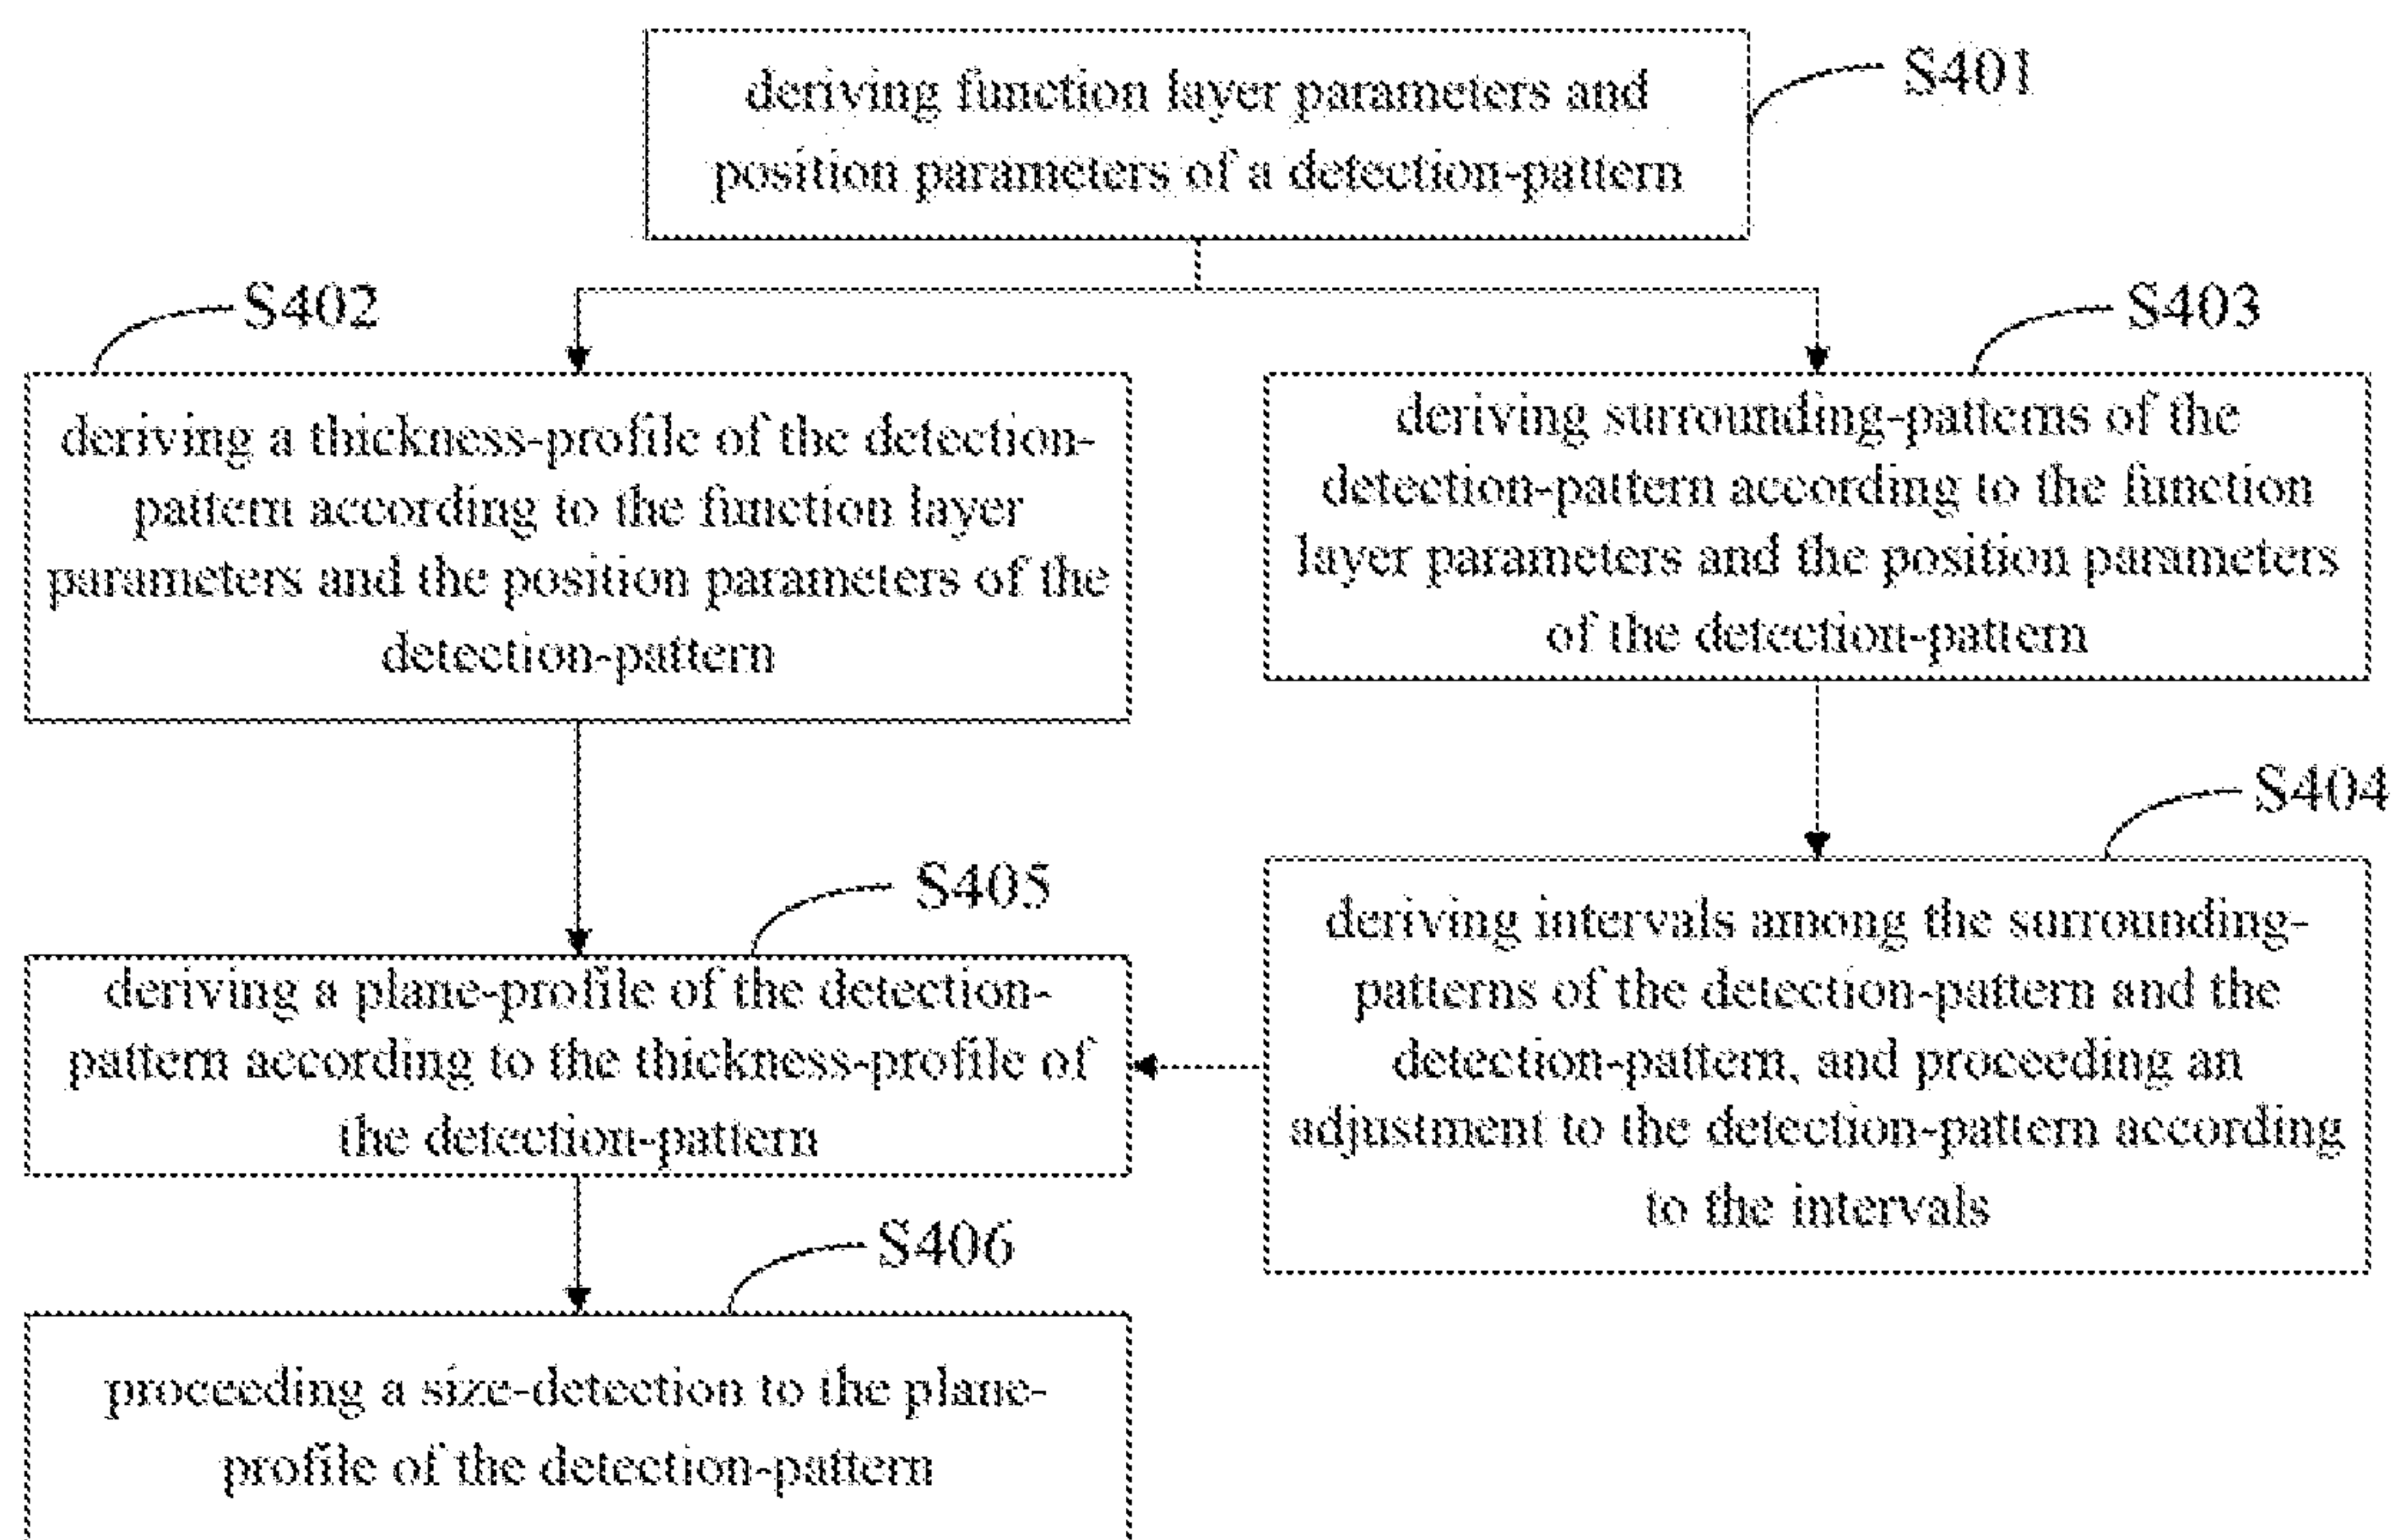 deriving function layer parameters and
position parameters of a detection-pattern
S401
S402
deriving a thickness-profile of the detection-
pattern according to the function layer
parameters and the position parameters of the
detection-pattern
S403
deriving surrounding-patterns of the
detection-pattern according to the function
layer parameters and the position parameters
of the detection-pattern
S404
deriving intervals among the surrounding-
patterns of the detection-pattern and the
detection-pattern, and proceeding an
adjustment to the detection-pattern according
to the intervals
S405
deriving a plane-profile of the detection-
pattern according to the thickness-profile of
the detection-pattern
S406
proceeding a size-detection to the plane-
profile of the detection-pattern